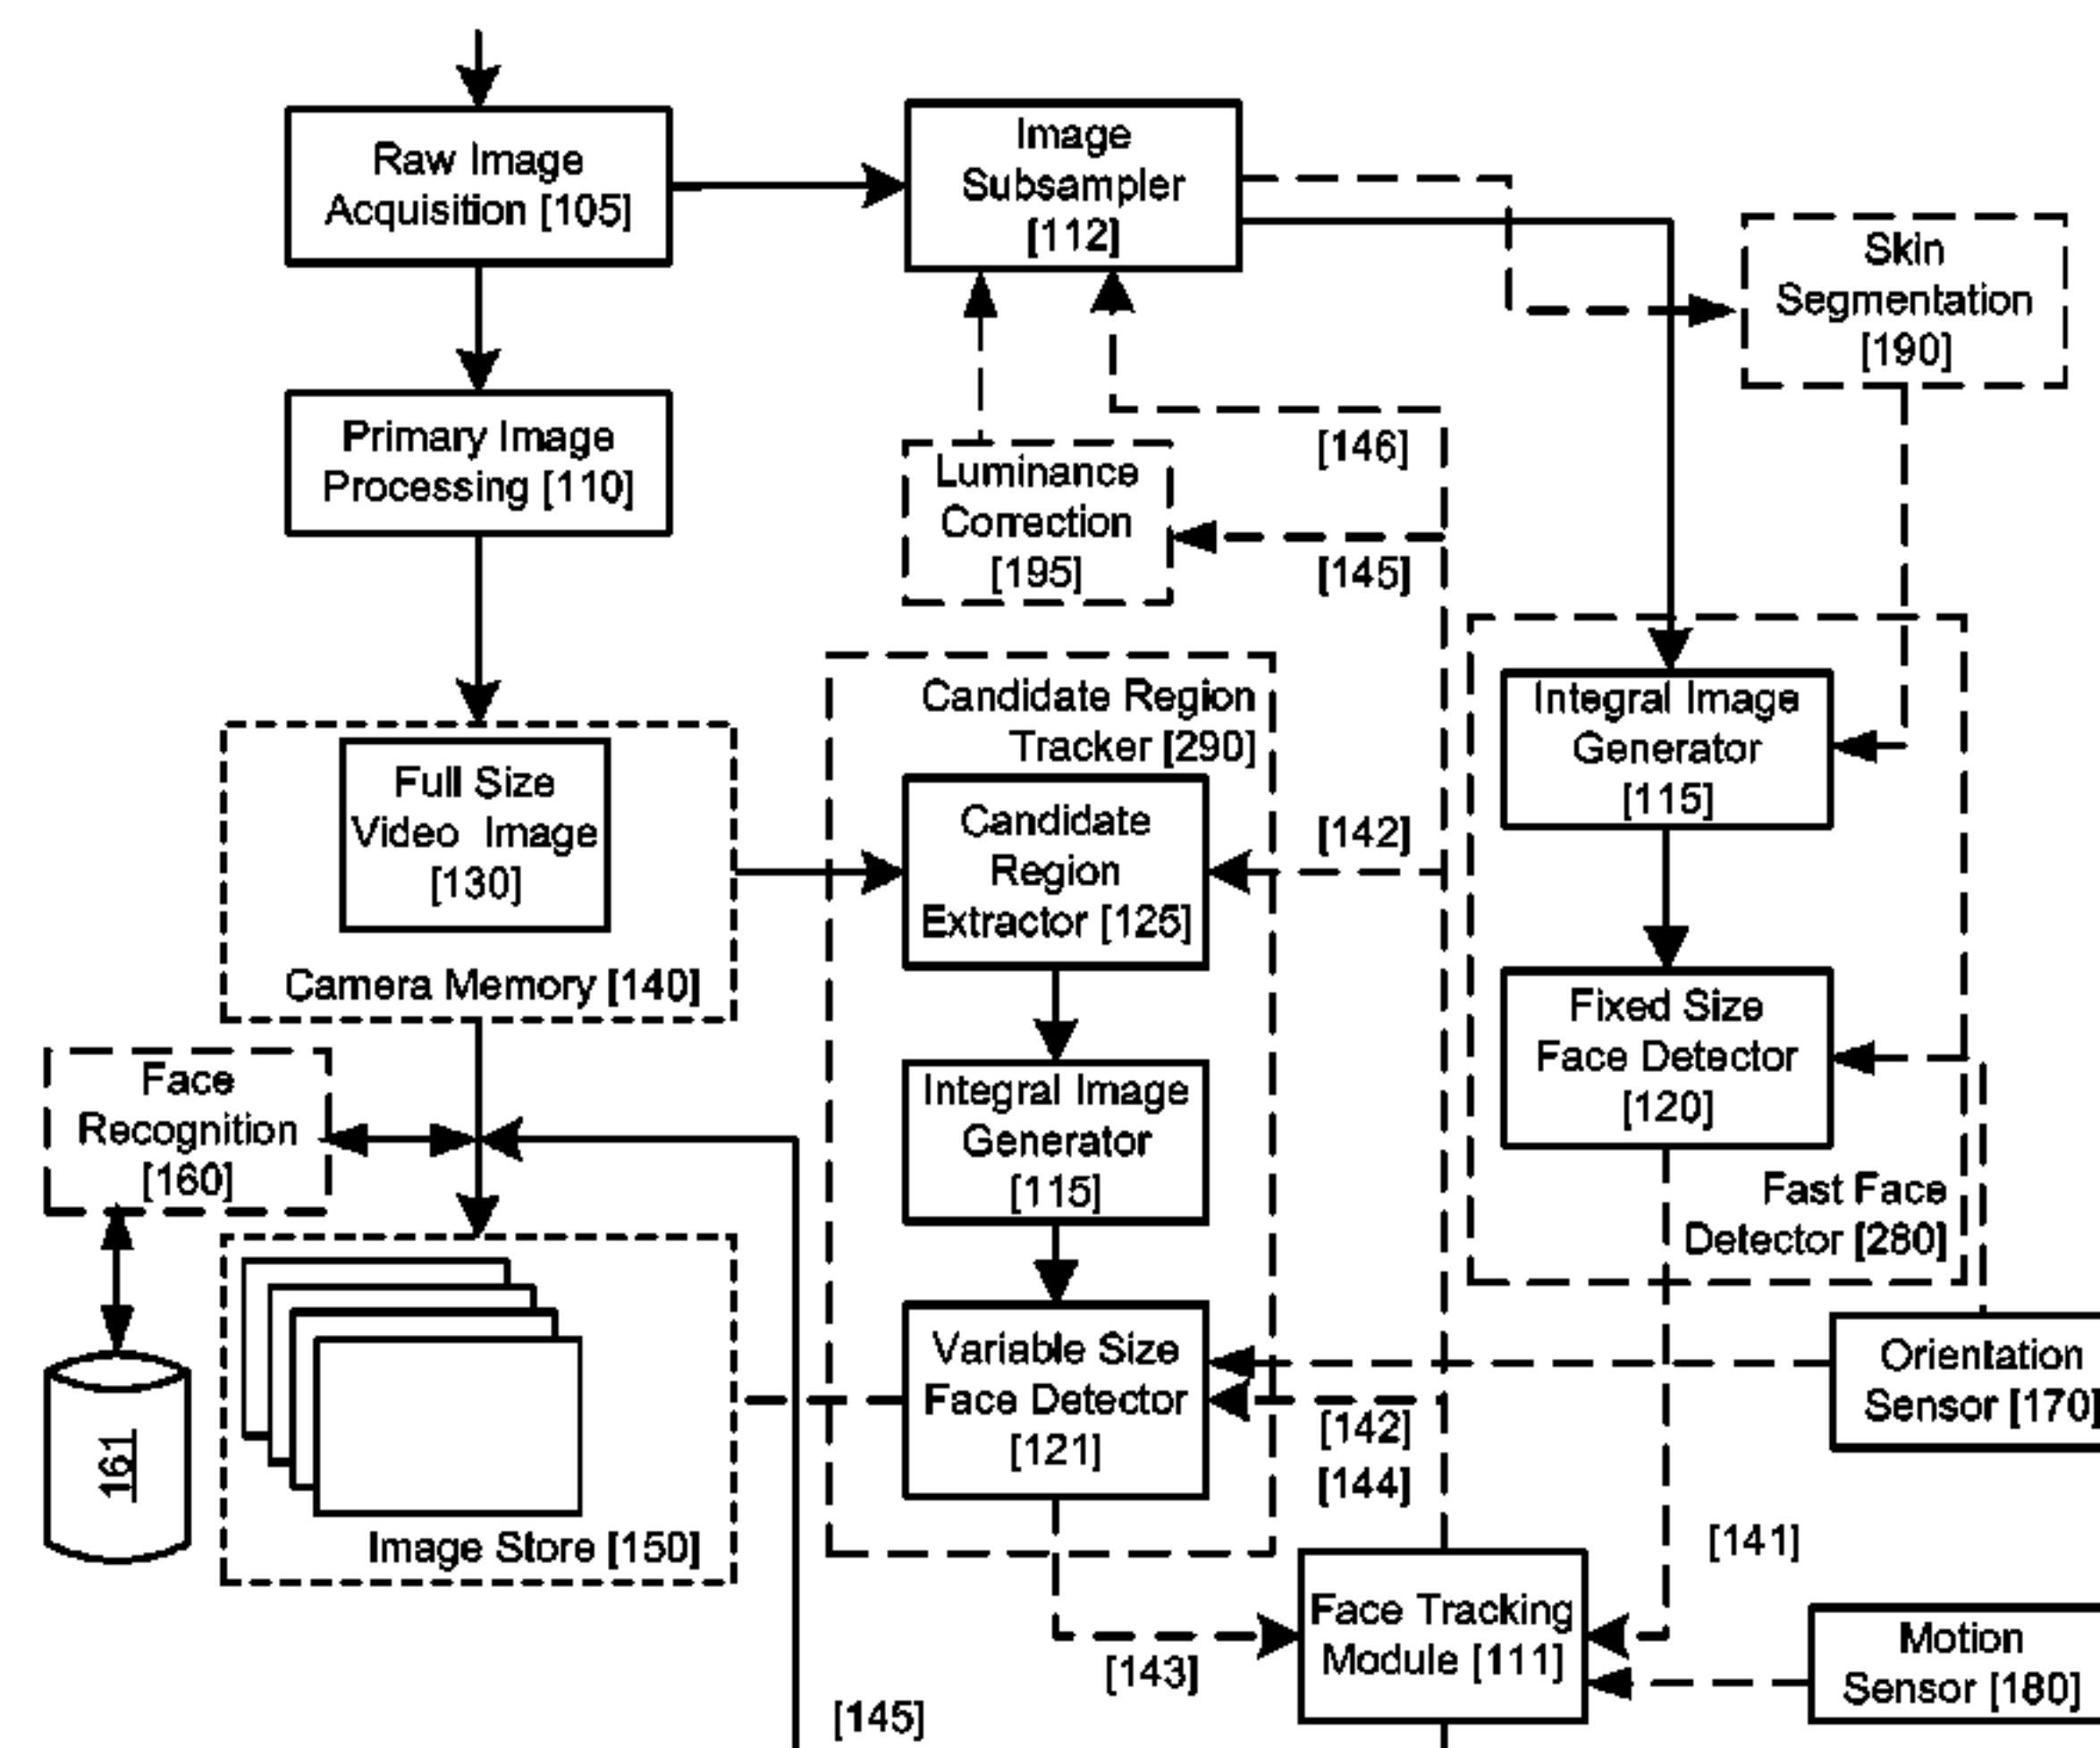 Raw Image
Acquisition [105]
Image
Subsampler
[112]
Skin
Segmentation
[190]
Primary Image
Processing [110]
Luminance
Correction
[195]
[146]
[145]
Candidate Region
Tracker [290]
Integral Image
Generator
[115]
Full Size
Video Image
[130]
Camera Memory [140]
Candidate
Region
Extractor [125]
[142]
Fixed Size
Face Detector
[120]
Fast Face
Detector [280]
Face
Recognition
[160]
Integral Image
Generator
[115]
161
Image Store [150]
Variable Size
Face Detector
[121]
[142]
[144]
Orientation
Sensor [170]
[141]
[143]
Face Tracking
Module [111]
Motion
Sensor [180]
[145]